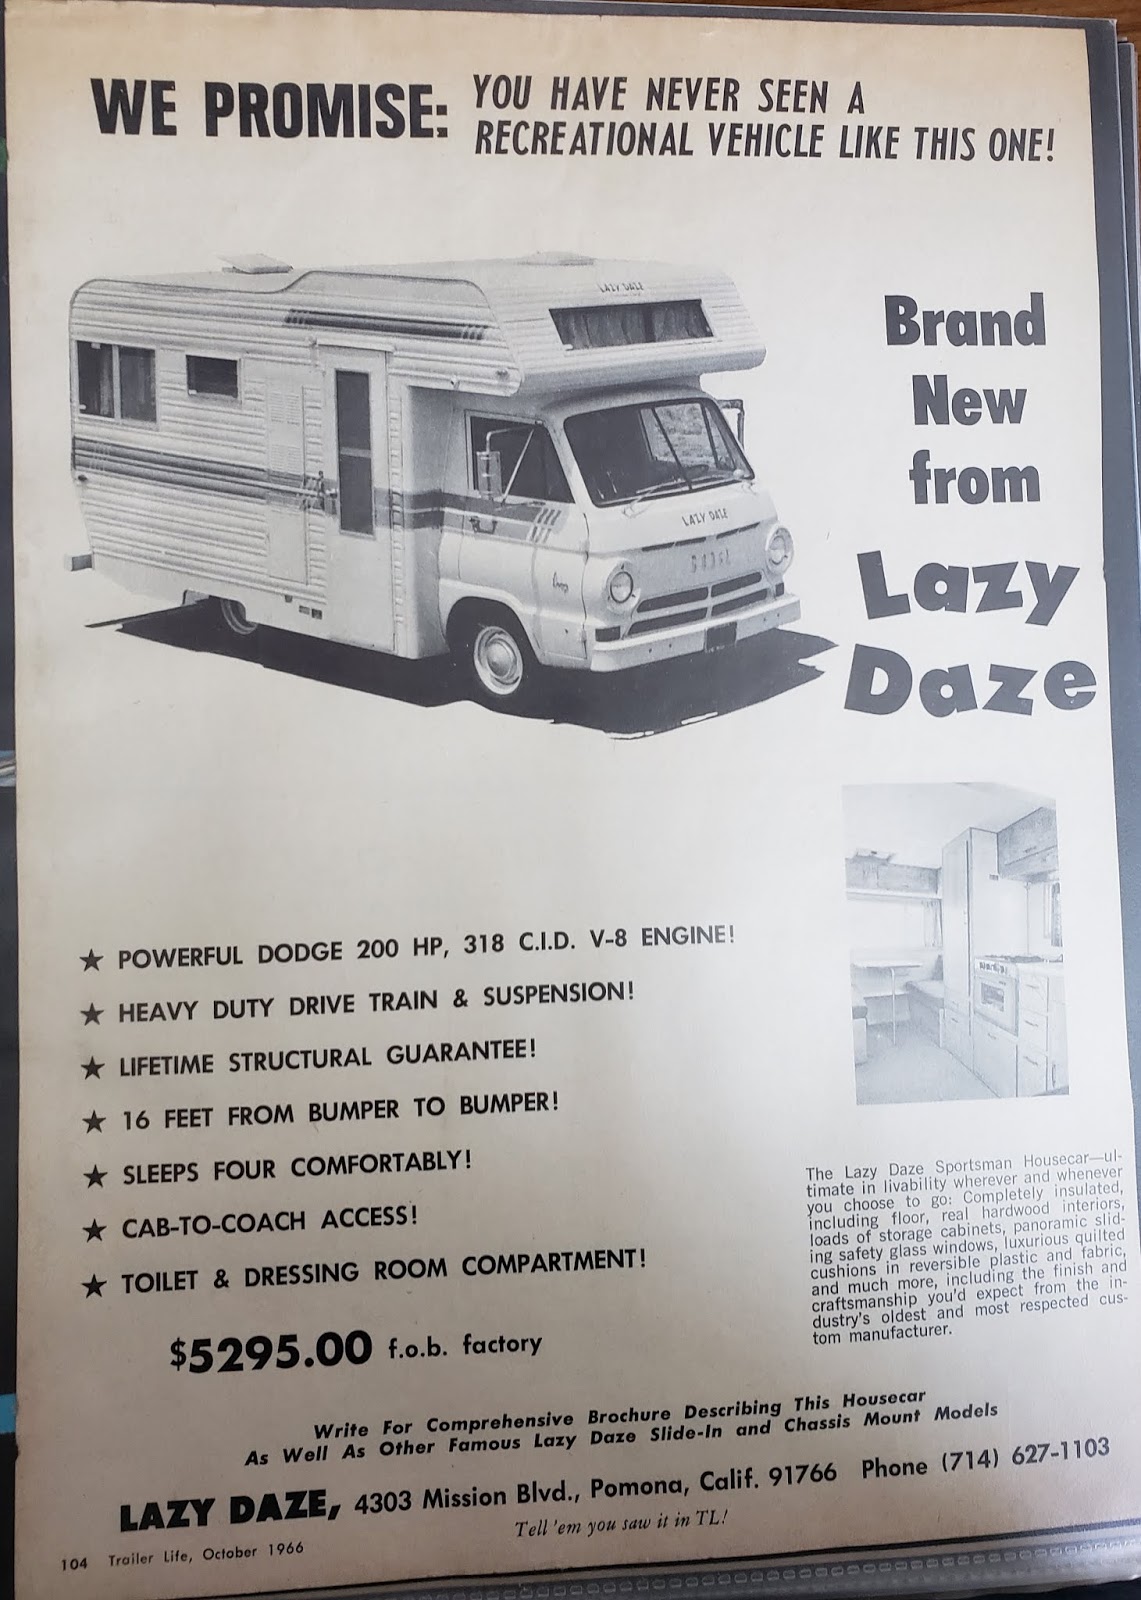 WE PROMISE: YOU HAVE NEVER SEEN A
RECREATIONAL VEHICLE LIKE THIS ONE!
LAZY DAZE
LAZY DAZE
DODGE
Brand
New
from
Lazy
Daze
★ POWERFUL DODGE 200 HP, 318 C.I.D. V-8 ENGINE!
★ HEAVY DUTY DRIVE TRAIN & SUSPENSION!
★ LIFETIME STRUCTURAL GUARANTEE!
★ 16 FEET FROM BUMPER TO BUMPER!
★ SLEEPS FOUR COMFORTABLY!
★ CAB-TO-COACH ACCESS!
★ TOILET & DRESSING ROOM COMPARTMENT!
$5295.00 f.o.b. factory
The Lazy Daze Sportsman Housecar—ul-
timate in livability wherever and whenever
you choose to go: Completely insulated,
including floor, real hardwood interiors,
loads of storage cabinets, panoramic slid-
ing safety glass windows, luxurious quilted
cushions in reversible plastic and fabric,
and much more, including the finish and
craftsmanship you'd expect from the in-
dustry's oldest and most respected cus-
tom manufacturer.
Write For Comprehensive Brochure Describing This Housecar
As Well As Other Famous Lazy Daze Slide-In and Chassis Mount Models
LAZY DAZE, 4303 Mission Blvd., Pomona, Calif. 91766 Phone (714) 627-1103
Tell 'em you saw it in TL!
104 Trailer Life, October 1966